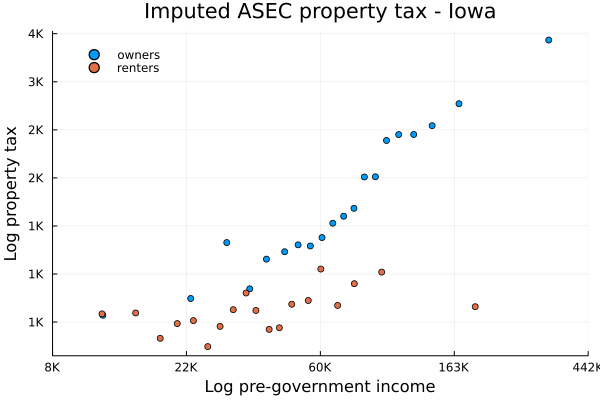 Imputed ASEC property tax - Iowa
4K
owners
renters
3K
2K
2K
1K
1K
1K
Log property tax
8K
22K
60K
163K
442K
Log pre-government income